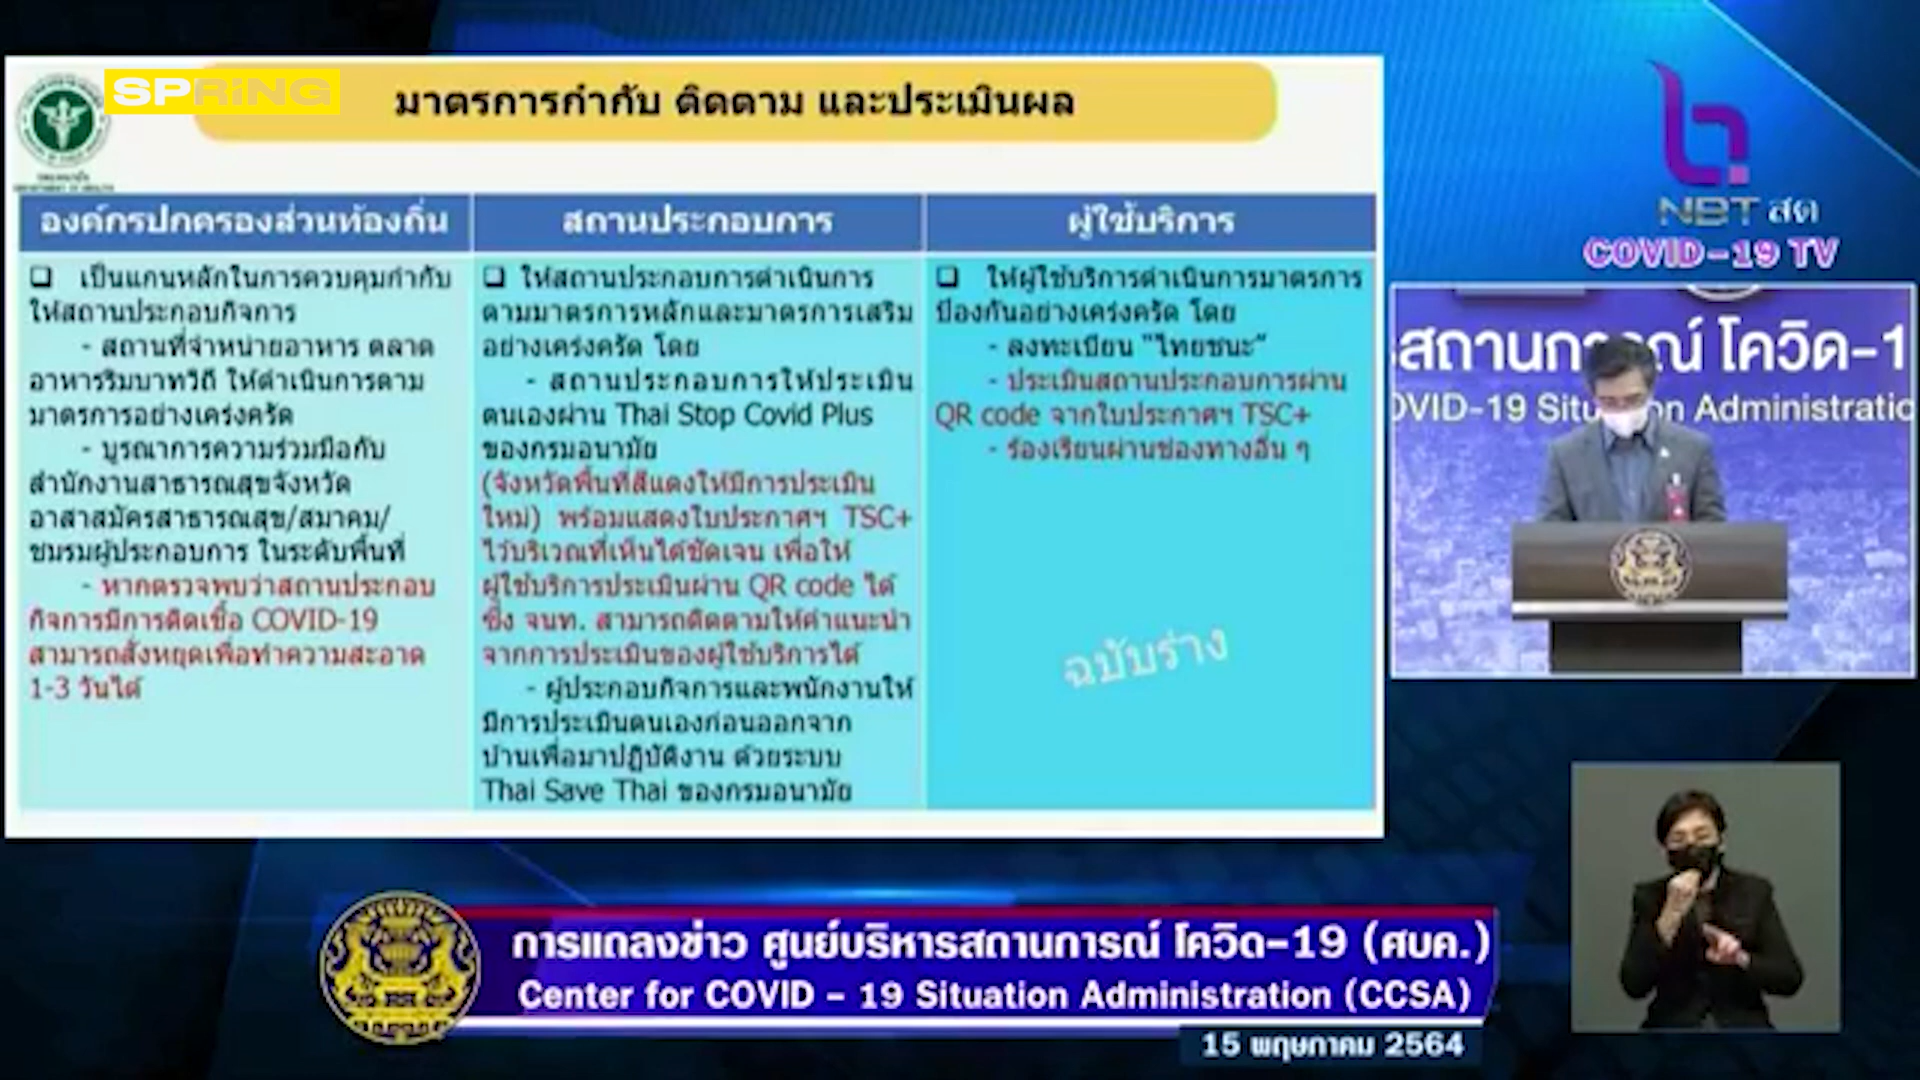 SPRiNG
มาตรการกำกับ ติดตาม และประเมินผล
องค์กรปกครองส่วนท้องถิ่น
❑ เป็นแกนหลักในการควบคุมกำกับ
ให้สถานประกอบกิจการ
- สถานที่จำหน่ายอาหาร ตลาด
อาหารริมบาทวิถี ให้ดำเนินการตาม
มาตรการอย่างเคร่งครัด
- บูรณาการความร่วมมือกับ
สำนักงานสาธารณสุขจังหวัด
อาสาสมัครสาธารณสุข/สมาคม/
ชมรมผู้ประกอบการ ในระดับพื้นที่
- หากตรวจพบว่าสถานประกอบ
กิจการมีการติดเชื้อ COVID-19
สามารถสั่งหยุดเพื่อทำความสะอาด
1-3 วันได้
สถานประกอบการ
❑ ให้สถานประกอบการดำเนินการ
ตามมาตรการหลักและมาตรการเสริม
อย่างเคร่งครัด โดย
- สถานประกอบการให้ประเมิน
ตนเองผ่าน Thai Stop Covid Plus
ของกรมอนามัย
(จังหวัดพื้นที่สีแดงให้มีการประเมิน
ใหม่) พร้อมแสดงใบประกาศฯ TSC+
ไว้บริเวณที่เห็นได้ชัดเจน เพื่อให้
ผู้ใช้บริการประเมินผ่าน QR code ได้
ซึ่ง จนท. สามารถติดตามให้คำแนะนำ
จากการประเมินของผู้ใช้บริการได้
- ผู้ประกอบกิจการและพนักงานให้
มีการประเมินตนเองก่อนออกจาก
บ้านเพื่อมาปฏิบัติงาน ด้วยระบบ
Thai Save Thai ของกรมอนามัย
ผู้ใช้บริการ
❑ ให้ผู้ใช้บริการดำเนินการมาตรการ
ป้องกันอย่างเคร่งครัด โดย
- ลงทะเบียน "ไทยชนะ"
- ประเมินสถานประกอบการผ่าน
QR code จากใบประกาศฯ TSC+
- ร้องเรียนผ่านช่องทางอื่น ๆ
ฉบับร่าง
NBT สด
COVID-19 TV
สถานการณ์ โควิด-1
OVID-19 Situation Administratio
การแถลงข่าว ศูนย์บริหารสถานการณ์ โควิด-19 (ศบค.)
Center for COVID - 19 Situation Administration (CCSA)
15 พฤษภาคม 2564